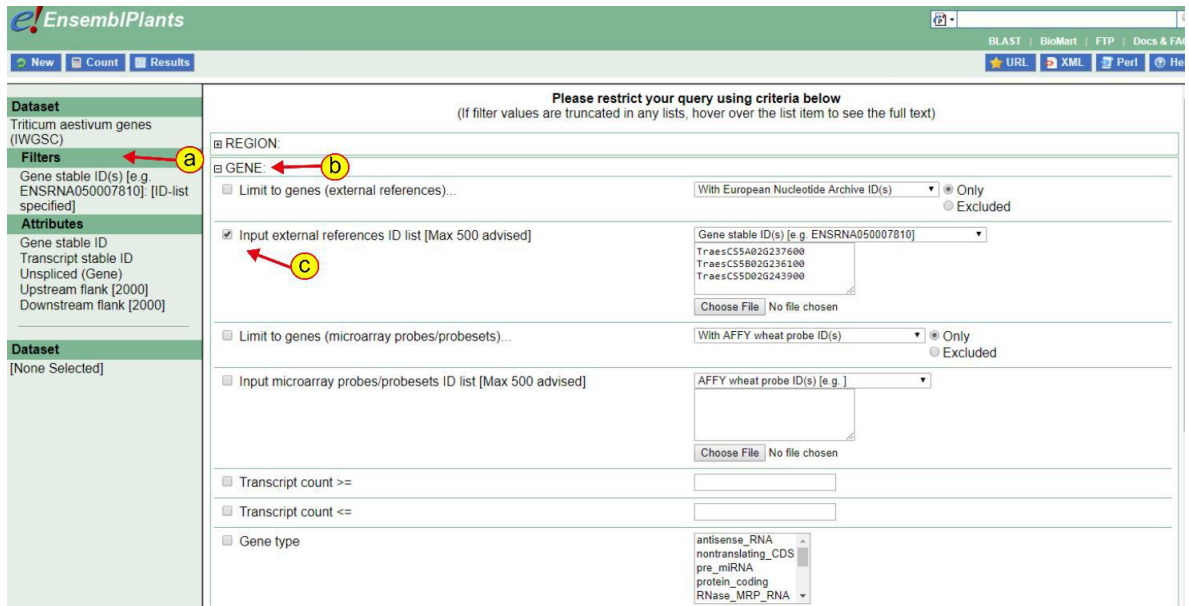 e! EnsemblPlants
BLAST | BioMart | FTP | Docs & FAQ
New Count Results
URL XML Perl Hel
Dataset
Triticum aestivum genes
(IWGSC)
Filters
a
Gene stable ID(s) [e.g.
ENSRNA050007810]: [ID-list
specified]
Attributes
Gene stable ID
Transcript stable ID
Unspliced (Gene)
Upstream flank [2000]
Downstream flank [2000]
Dataset
[None Selected]
Please restrict your query using criteria below
(If filter values are truncated in any lists, hover over the list item to see the full text)
REGION:
GENE:
b
Limit to genes (external references)...
With European Nucleotide Archive ID(s)
Only
Excluded
Input external references ID list [Max 500 advised]
c
Gene stable ID(s) [e.g. ENSRNA050007810]
TraesCS5A02G237600
TraesCS5B02G236100
TraesCS5D02G243900
Choose File No file chosen
Limit to genes (microarray probes/probesets)...
With AFFY wheat probe ID(s)
Only
Excluded
Input microarray probes/probesets ID list [Max 500 advised]
AFFY wheat probe ID(s) [e.g. ]
Choose File No file chosen
Transcript count >=
Transcript count <=
Gene type
antisense_RNA
nontranslating_CDS
pre_miRNA
protein_coding
RNase_MRP_RNA